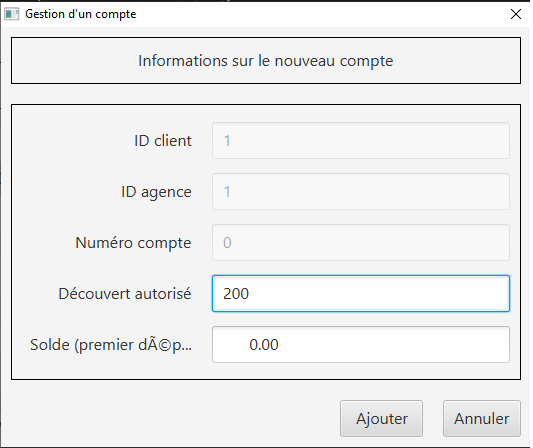 Gestion d'un compte
Informations sur le nouveau compte
ID client 1
ID agence 1
Numéro compte 0
Découvert autorisé 200
Solde (premier dÃ©p... 0.00
Ajouter Annuler